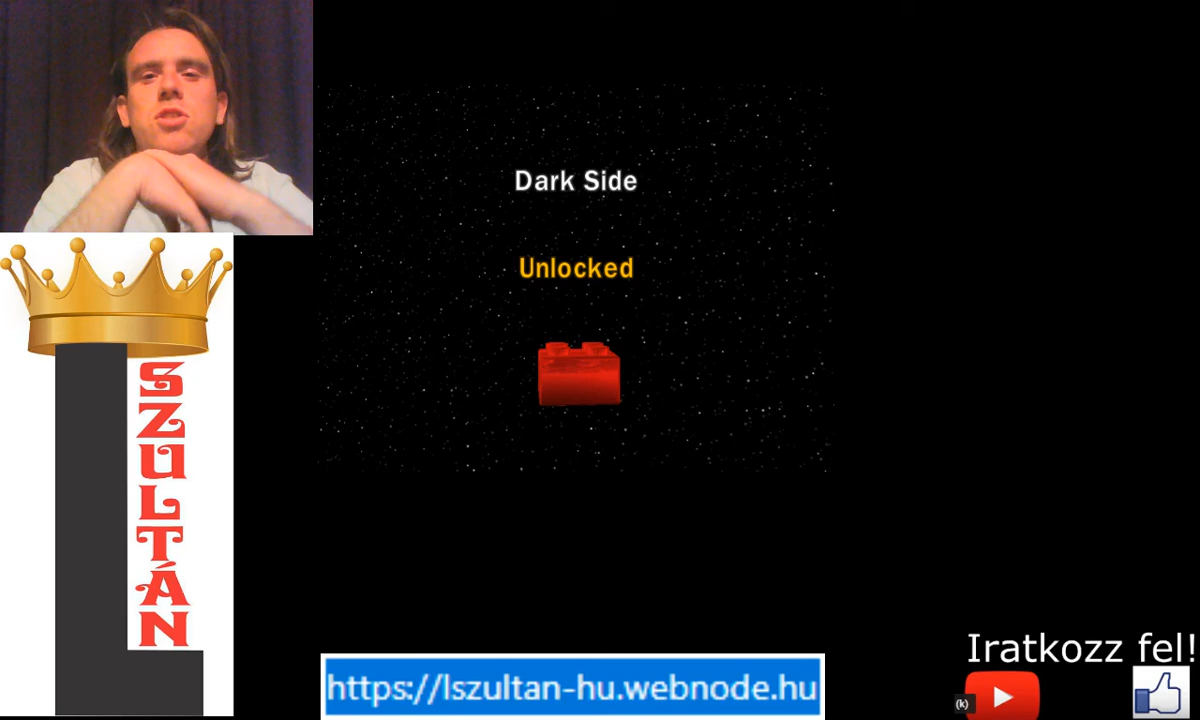 Dark Side
Unlocked
SZULTÁN
https://lszultan-hu.webnode.hu
Iratkozz fel!
(k)